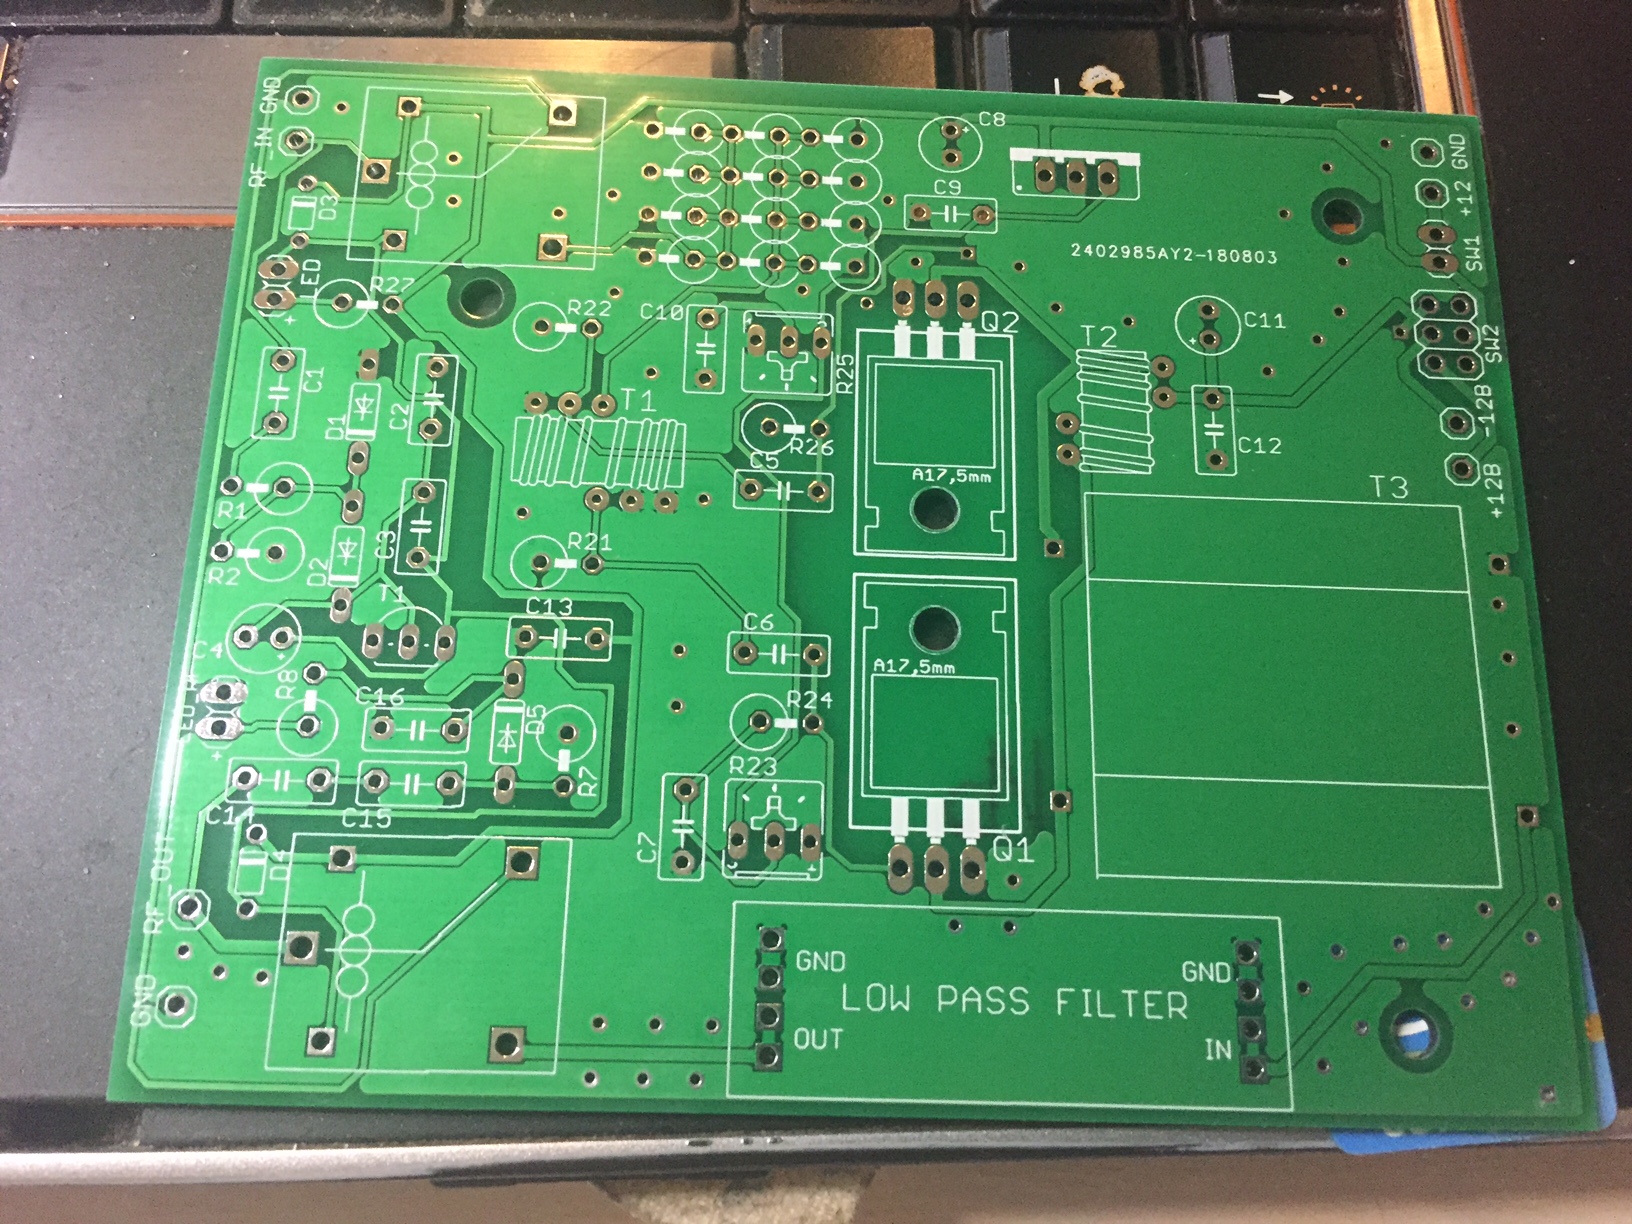 GND
RF_IN
D3
LED
+
R27
C8
+
C9
GND
+12
SW1
2402985AY2-180803
R22
C10
R25
Q2
T2
C11
+
SW2
-12B
+12B
C1
D1
C2
T1
R26
C5
A17,5mm
C12
T3
R1
R2
D2
C3
R21
T1
C13
C4
+
C6
A17,5mm
R8
C16
D5
R24
+
R7
R23
C14
C15
C7
Q1
D4
RF_OUT
GND
GND
OUT
LOW PASS FILTER
GND
IN